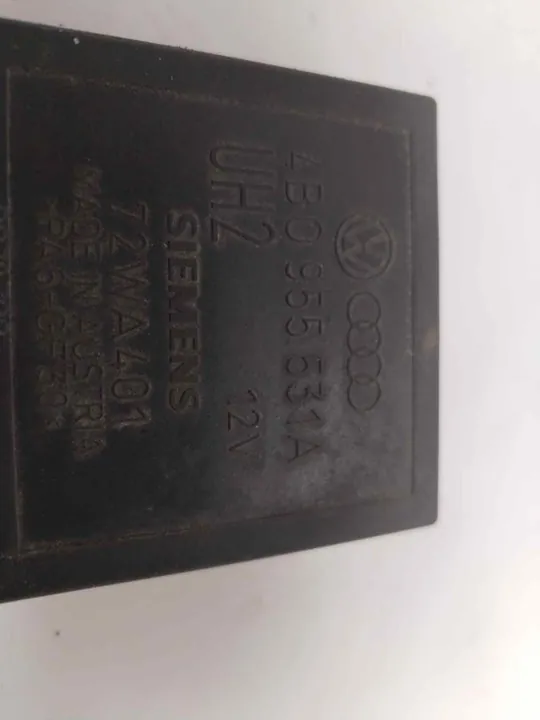 4B0 955 531A
UH2 12V
SIEMENS
72WA401
MADE IN AUSTRIA